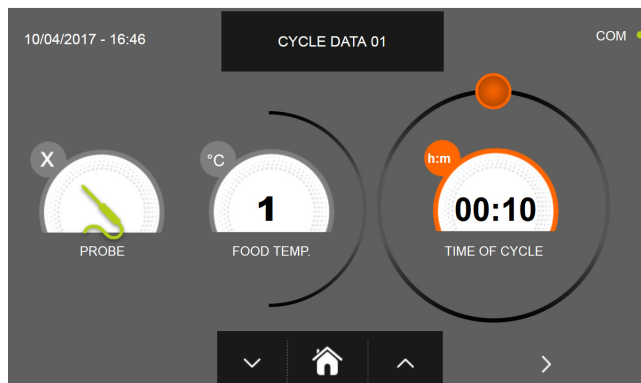 10/04/2017 - 16:46
CYCLE DATA 01
COM
X
°C
h:m
1
00:10
PROBE
FOOD TEMP.
TIME OF CYCLE